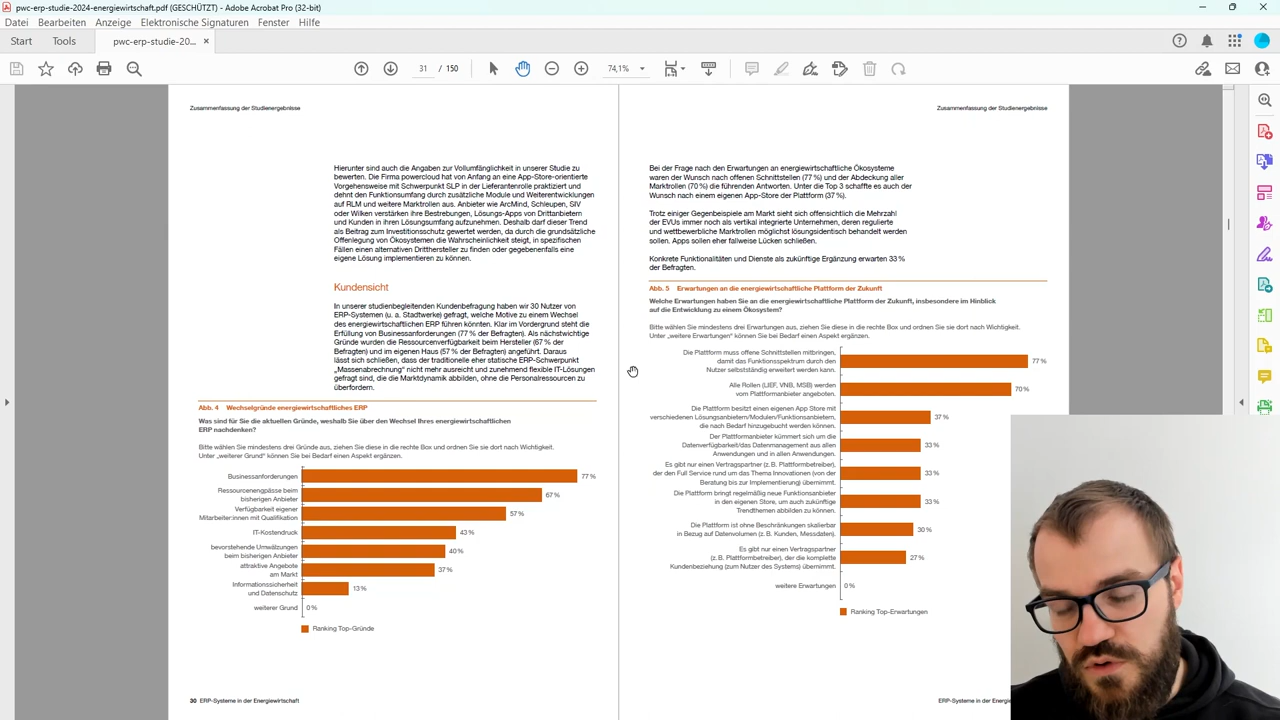 pwc-erp-studie-2024-energiewirtschaft.pdf (GESCHÜTZT) - Adobe Acrobat Pro (32-bit)
Datei Bearbeiten Anzeige Elektronische Signaturen Fenster Hilfe
Start Tools pwc-erp-studie-20... ×
31 / 150 74,1%
Zusammenfassung der Studienergebnisse
Hierunter sind auch die Angaben zur Vollumfänglichkeit in unserer Studie zu
bewerten. Die Firma powercloud hat von Anfang an eine App-Store-orientierte
Vorgehensweise mit Schwerpunkt SLP in der Lieferantenrolle praktiziert und
dehnt den Funktionsumfang durch zusätzliche Module und Weiterentwicklungen
auf RLM und weitere Marktrollen aus. Anbieter wie ArcMind, Schleupen, SIV
oder Wilken verstärken ihre Bestrebungen, Lösungs-Apps von Drittanbietern
und Kunden in ihren Lösungsumfang aufzunehmen. Deshalb darf dieser Trend
als Beitrag zum Investitionsschutz gewertet werden, da durch die grundsätzliche
Offenlegung von Ökosystemen die Wahrscheinlichkeit steigt, in spezifischen
Fällen einen alternativen Dritthersteller zu finden oder gegebenenfalls eine
eigene Lösung implementieren zu können.
Kundensicht
In unserer studienbegleitenden Kundenbefragung haben wir 30 Nutzer von
ERP-Systemen (u. a. Stadtwerke) gefragt, welche Motive zu einem Wechsel
des energiewirtschaftlichen ERP führen könnten. Klar im Vordergrund steht die
Erfüllung von Businessanforderungen (77 % der Befragten). Als nächstwichtige
Gründe wurden die Ressourcenverfügbarkeit beim Hersteller (67 % der
Befragten) und im eigenen Haus (57 % der Befragten) angeführt. Daraus
lässt sich schließen, dass der traditionelle eher statische ERP-Schwerpunkt
„Massenabrechnung“ nicht mehr ausreicht und zunehmend flexible IT-Lösungen
gefragt sind, die die Marktdynamik abbilden, ohne die Personalressourcen zu
überfordern.
Abb. 4 Wechselgründe energiewirtschaftliches ERP
Was sind für Sie die aktuellen Gründe, weshalb Sie über den Wechsel Ihres energiewirtschaftlichen
ERP nachdenken?
Bitte wählen Sie mindestens drei Gründe aus, ziehen Sie diese in die rechte Box und ordnen Sie sie dort nach Wichtigkeit.
Unter „weiterer Grund“ können Sie bei Bedarf einen Aspekt ergänzen.
Businessanforderungen 77 %
Ressourcenengpässe beim
bisherigen Anbieter 67 %
Verfügbarkeit eigener
Mitarbeiter:innen mit Qualifikation 57 %
IT-Kostendruck 43 %
bevorstehende Umwälzungen
beim bisherigen Anbieter 40 %
attraktive Angebote
am Markt 37 %
Informationssicherheit
und Datenschutz 13 %
weiterer Grund 0 %
Ranking Top-Gründe
30 ERP-Systeme in der Energiewirtschaft
Zusammenfassung der Studienergebnisse
Bei der Frage nach den Erwartungen an energiewirtschaftliche Ökosysteme
waren der Wunsch nach offenen Schnittstellen (77 %) und der Abdeckung aller
Marktrollen (70 %) die führenden Antworten. Unter die Top 3 schaffte es auch der
Wunsch nach einem eigenen App-Store der Plattform (37 %).
Trotz einiger Gegenbeispiele am Markt sieht sich offensichtlich die Mehrzahl
der EVUs immer noch als vertikal integrierte Unternehmen, deren regulierte
und wettbewerbliche Marktrollen möglichst lösungsidentisch behandelt werden
sollen. Apps sollen eher fallweise Lücken schließen.
Konkrete Funktionalitäten und Dienste als zukünftige Ergänzung erwarten 33 %
der Befragten.
Abb. 5 Erwartungen an die energiewirtschaftliche Plattform der Zukunft
Welche Erwartungen haben Sie an die energiewirtschaftliche Plattform der Zukunft, insbesondere im Hinblick
auf die Entwicklung zu einem Ökosystem?
Bitte wählen Sie mindestens drei Erwartungen aus, ziehen Sie diese in die rechte Box und ordnen Sie sie dort nach Wichtigkeit.
Unter „weitere Erwartungen“ können Sie bei Bedarf einen Aspekt ergänzen.
Die Plattform muss offene Schnittstellen mitbringen,
damit das Funktionsspektrum durch den
Nutzer selbstständig erweitert werden kann. 77 %
Alle Rollen (LIEF, VNB, MSB) werden
vom Plattformanbieter angeboten. 70 %
Die Plattform besitzt einen eigenen App Store mit
verschiedenen Lösungsanbietern/Modulen/Funktionsanbietern,
die nach Bedarf hinzugebucht werden können. 37 %
Der Plattformanbieter kümmert sich um die
Datenverfügbarkeit/das Datenmanagement aus allen
Anwendungen und in allen Anwendungen. 33 %
Es gibt nur einen Vertragspartner (z. B. Plattformbetreiber),
der den Full Service rund um das Thema Innovationen (von der
Beratung bis zur Implementierung) übernimmt. 33 %
Die Plattform bringt regelmäßig neue Funktionsanbieter
in den eigenen Store, um auch zukünftige
Trendthemen abbilden zu können. 33 %
Die Plattform ist ohne Beschränkungen skalierbar
in Bezug auf Datenvolumen (z. B. Kunden, Messdaten). 30 %
Es gibt nur einen Vertragspartner
(z. B. Plattformbetreiber), der die komplette
Kundenbeziehung (zum Nutzer des Systems) übernimmt. 27 %
weitere Erwartungen 0 %
Ranking Top-Erwartungen
ERP-Systeme in der Energie